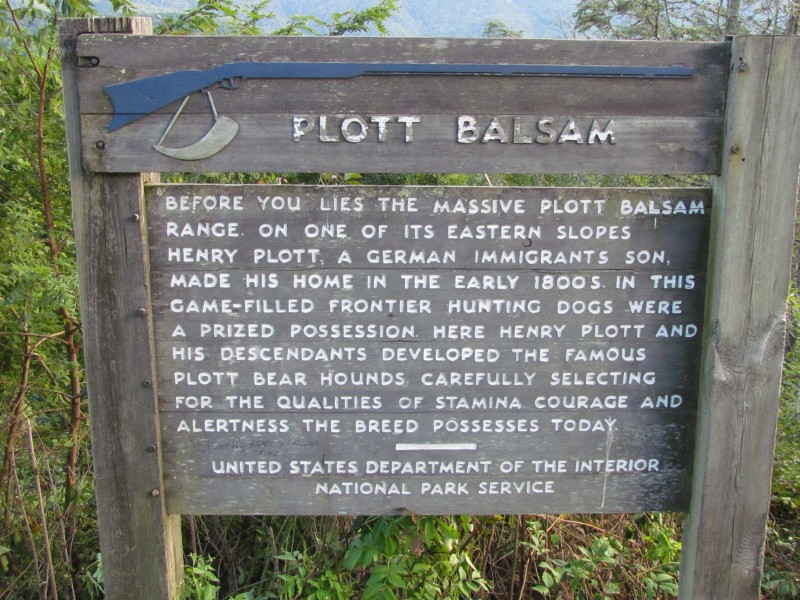 PLOTT BALSAM
BEFORE YOU LIES THE MASSIVE PLOTT BALSAM
RANGE. ON ONE OF ITS EASTERN SLOPES
HENRY PLOTT, A GERMAN IMMIGRANTS SON,
MADE HIS HOME IN THE EARLY 1800'S. IN THIS
GAME-FILLED FRONTIER HUNTING DOGS WERE
A PRIZED POSSESSION. HERE HENRY PLOTT AND
HIS DESCENDANTS DEVELOPED THE FAMOUS
PLOTT BEAR HOUNDS, CAREFULLY SELECTING
FOR THE QUALITIES OF STAMINA COURAGE AND
ALERTNESS THE BREED POSSESSES TODAY.
UNITED STATES DEPARTMENT OF THE INTERIOR
NATIONAL PARK SERVICE